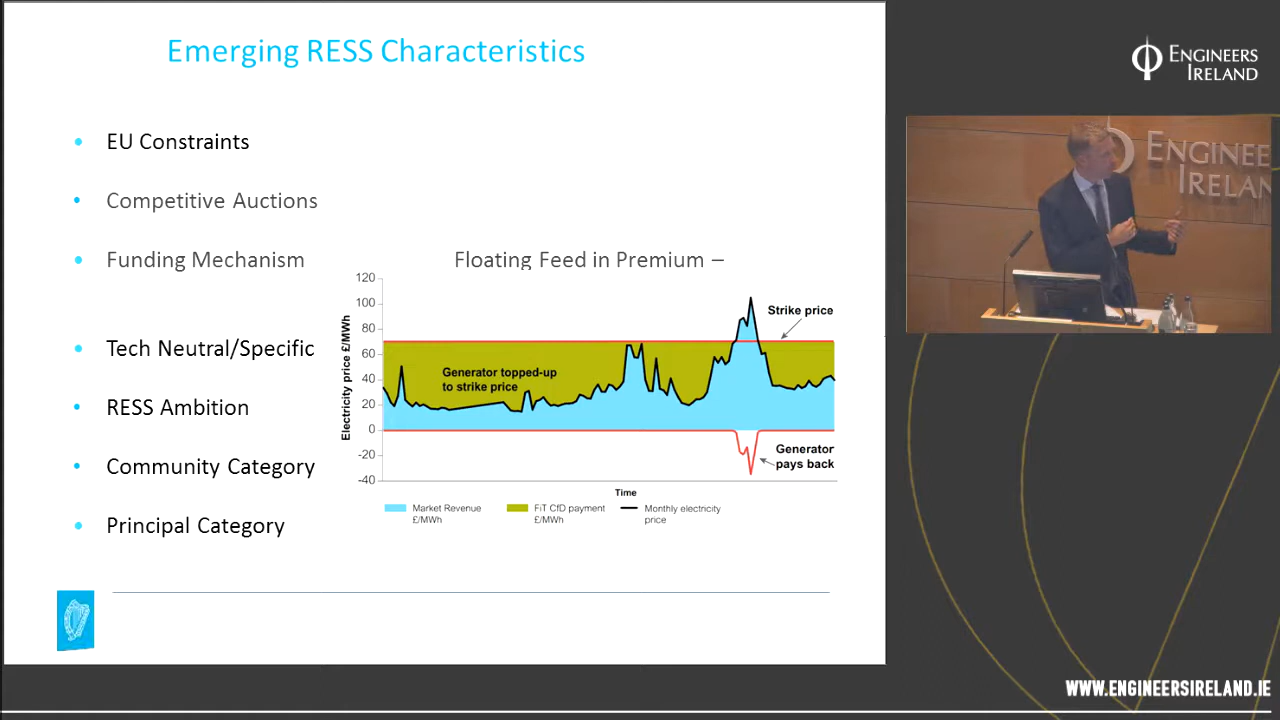 Emerging RESS Characteristics
• EU Constraints
• Competitive Auctions
• Funding Mechanism
Floating Feed in Premium –
• Tech Neutral/Specific
• RESS Ambition
• Community Category
• Principal Category
Electricity price £/MWh
120
100
80
60
40
20
0
-20
-40
Strike price
Generator topped-up
to strike price
Generator
pays back
Time
Market Revenue
£/MWh
FiT CfD payment
£/MWh
Monthly electricity
price
ENGINEERS
IRELAND
ENGINEE
IRELAN
WWW.ENGINEERSIRELAND.IE